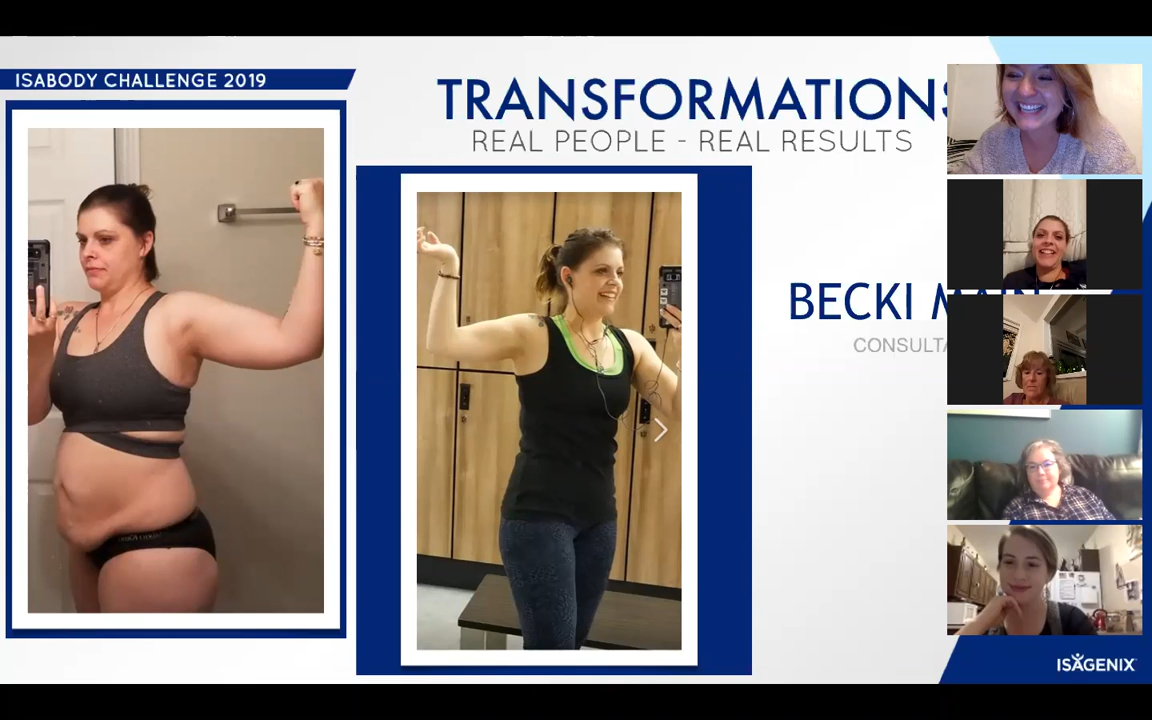 ISABODY CHALLENGE 2019
TRANSFORMATIONS
REAL PEOPLE - REAL RESULTS
BECKI
ISAGENIX